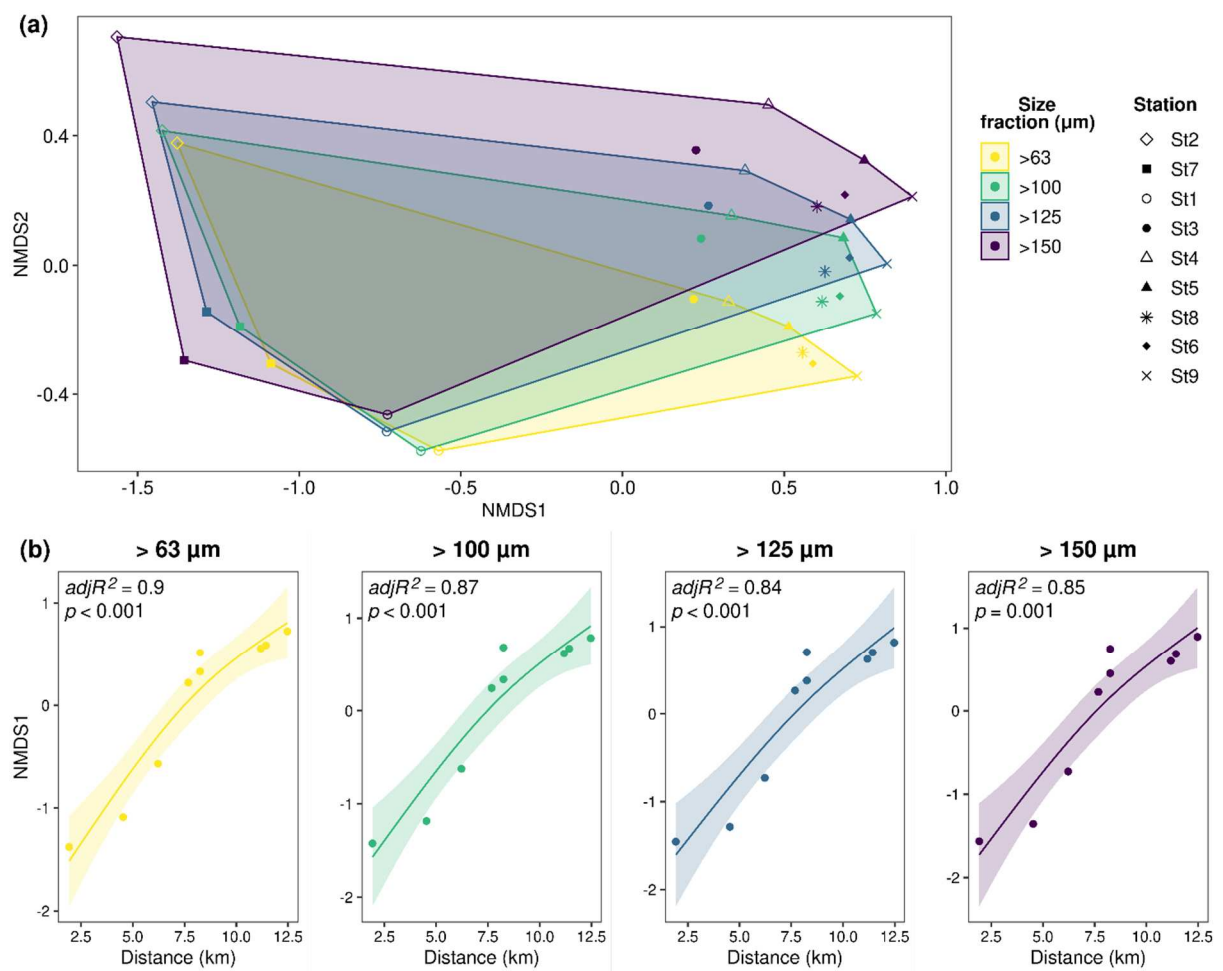 (a)
NMDS2
0.4
0.0
-0.4
-1.5
-1.0
-0.5
0.0
0.5
1.0
NMDS1
Size
fraction (µm)
>63
>100
>125
>150
Station
St2
St7
St1
St3
St4
St5
St8
St6
St9
(b)
> 63 µm
adjR² = 0.9
p < 0.001
NMDS1
1
0
-1
-2
2.5 5.0 7.5 10.0 12.5
Distance (km)
> 100 µm
adjR² = 0.87
p < 0.001
1
0
-1
-2
2.5 5.0 7.5 10.0 12.5
Distance (km)
> 125 µm
adjR² = 0.84
p < 0.001
1
0
-1
-2
2.5 5.0 7.5 10.0 12.5
Distance (km)
> 150 µm
adjR² = 0.85
p = 0.001
1
0
-1
-2
2.5 5.0 7.5 10.0 12.5
Distance (km)